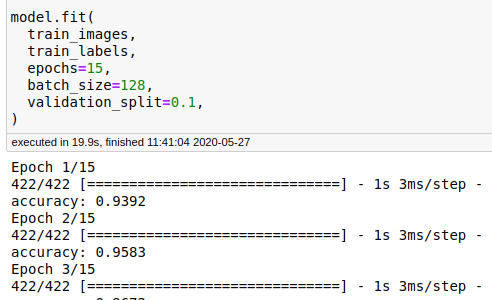 model.fit(
  train_images,
  train_labels,
  epochs=15,
  batch_size=128,
  validation_split=0.1,
)
executed in 19.9s, finished 11:41:04 2020-05-27
Epoch 1/15
422/422 [==============================] - 1s 3ms/step -
accuracy: 0.9392
Epoch 2/15
422/422 [==============================] - 1s 3ms/step -
accuracy: 0.9583
Epoch 3/15
422/422 [==============================] - 1s 3ms/step -